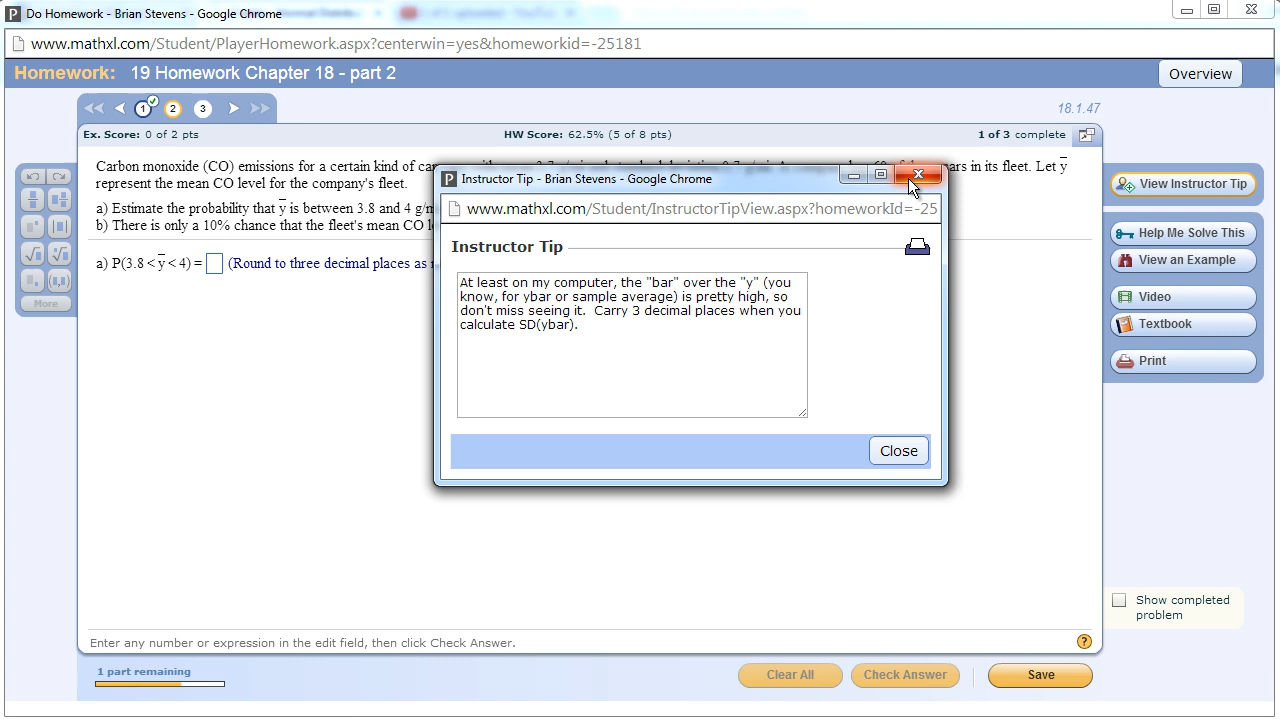 Do Homework - Brian Stevens - Google Chrome
www.mathxl.com/Student/PlayerHomework.aspx?centerwin=yes&homeworkid=-25181
Homework: 19 Homework Chapter 18 - part 2
Overview
1 2 3
18.1.47
Ex. Score: 0 of 2 pts
HW Score: 62.5% (5 of 8 pts)
1 of 3 complete
Carbon monoxide (CO) emissions for a certain kind of car in its fleet. Let y̅
represent the mean CO level for the company's fleet.
a) Estimate the probability that y̅ is between 3.8 and 4 g/m
b) There is only a 10% chance that the fleet's mean CO
a) P(3.8 < y̅ < 4) = (Round to three decimal places as
More
Instructor Tip - Brian Stevens - Google Chrome
www.mathxl.com/Student/InstructorTipView.aspx?homeworkId=-25
Instructor Tip
At least on my computer, the "bar" over the "y" (you
know, for ybar or sample average) is pretty high, so
don't miss seeing it. Carry 3 decimal places when you
calculate SD(ybar).
Close
View Instructor Tip
Help Me Solve This
View an Example
Video
Textbook
Print
Show completed
problem
Enter any number or expression in the edit field, then click Check Answer.
?
1 part remaining
Clear All
Check Answer
Save